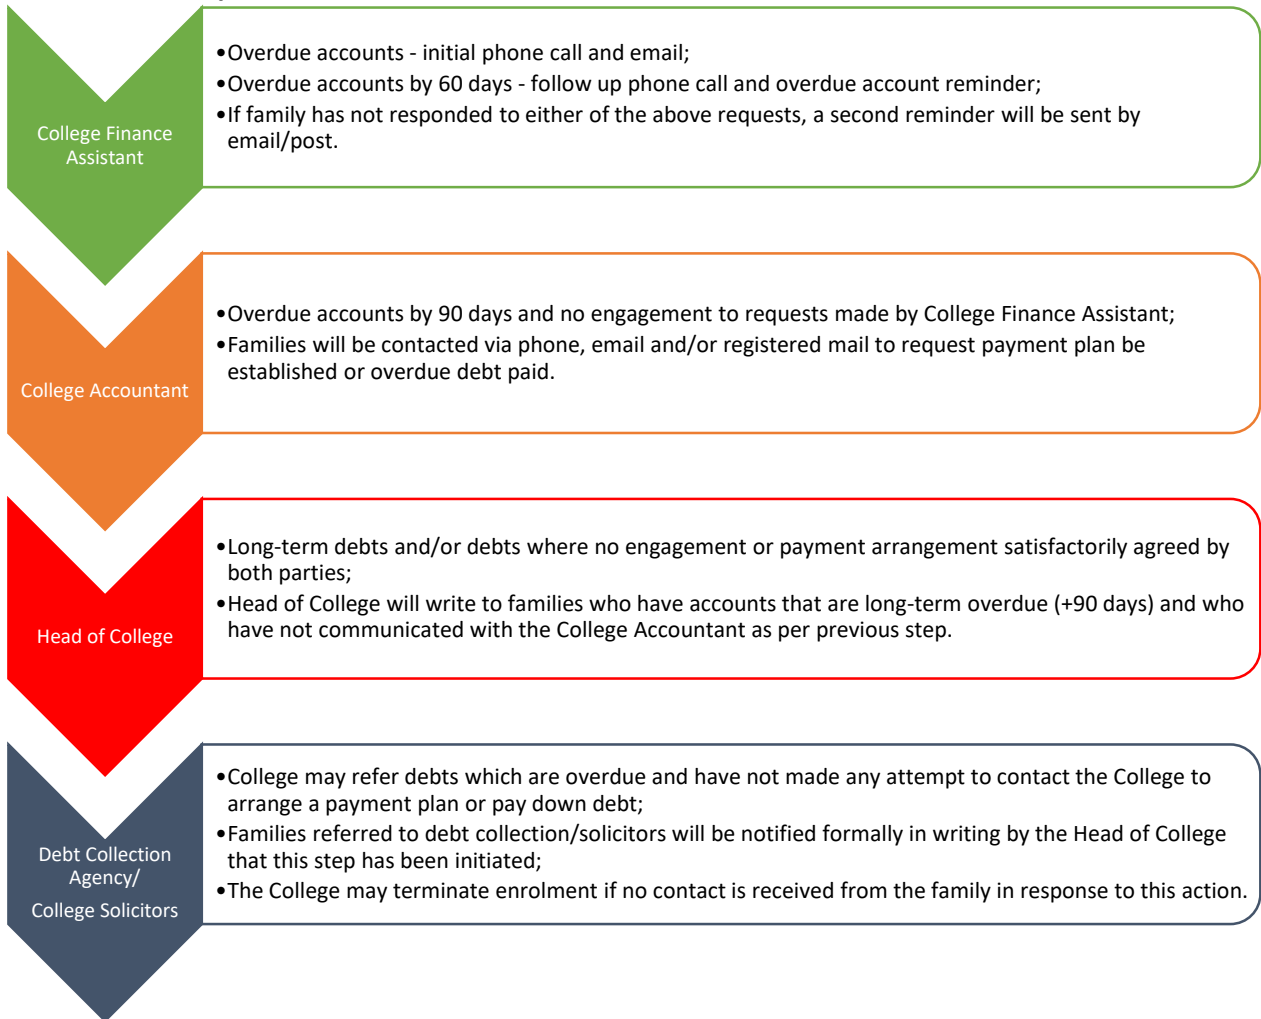 College Finance
Assistant
•Overdue accounts - initial phone call and email;
•Overdue accounts by 60 days - follow up phone call and overdue account reminder;
•If family has not responded to either of the above requests, a second reminder will be sent by
email/post.
College Accountant
•Overdue accounts by 90 days and no engagement to requests made by College Finance Assistant;
•Families will be contacted via phone, email and/or registered mail to request payment plan be
established or overdue debt paid.
Head of College
•Long-term debts and/or debts where no engagement or payment arrangement satisfactorily agreed by
both parties;
•Head of College will write to families who have accounts that are long-term overdue (+90 days) and who
have not communicated with the College Accountant as per previous step.
Debt Collection
Agency/
College Solicitors
•College may refer debts which are overdue and have not made any attempt to contact the College to
arrange a payment plan or pay down debt;
•Families referred to debt collection/solicitors will be notified formally in writing by the Head of College
that this step has been initiated;
•The College may terminate enrolment if no contact is received from the family in response to this action.